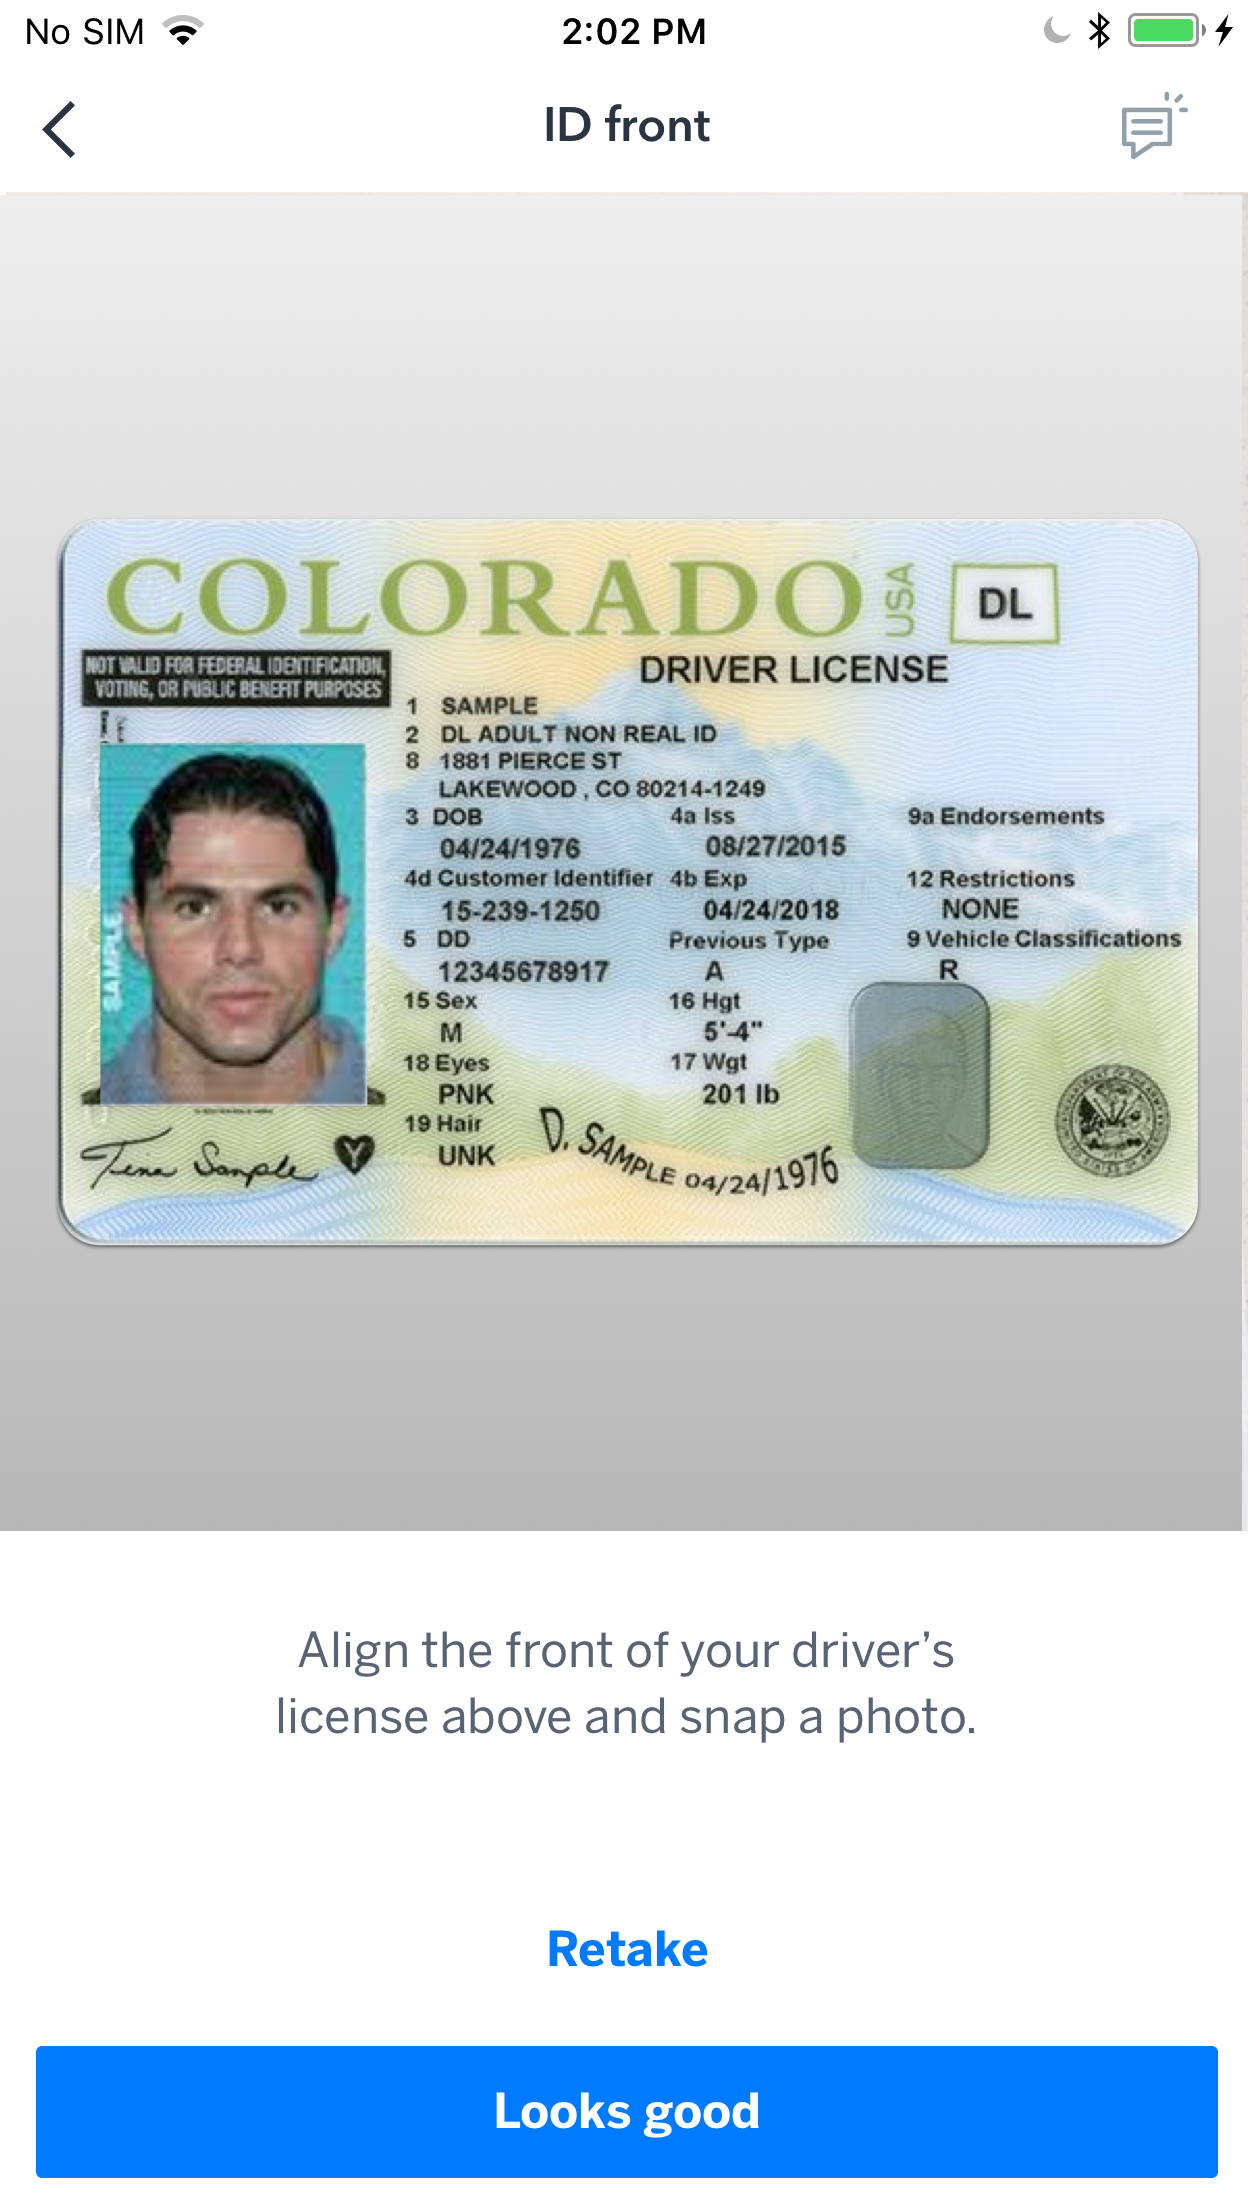 No SIM
2:02 PM
ID front
COLORADO USA DL
DRIVER LICENSE
NOT VALID FOR FEDERAL IDENTIFICATION,
VOTING, OR PUBLIC BENEFIT PURPOSES
1 SAMPLE
2 DL ADULT NON REAL ID
8 1881 PIERCE ST
LAKEWOOD , CO 80214-1249
3 DOB 4a Iss 9a Endorsements
04/24/1976 08/27/2015
4d Customer Identifier 4b Exp 12 Restrictions
15-239-1250 04/24/2018 NONE
5 DD Previous Type 9 Vehicle Classifications
12345678917 A R
15 Sex 16 Hgt
M 5'-4"
18 Eyes 17 Wgt
PNK 201 lb
19 Hair
UNK
SAMPLE
Tina Sample
Y
D. SAMPLE 04/24/1976
Align the front of your driver’s
license above and snap a photo.
Retake
Looks good